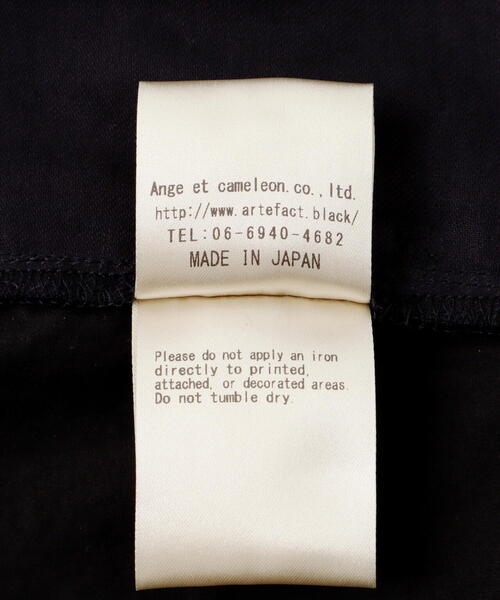 Ange et cameleon.co.,ltd.
http://www.artefact.black/
TEL:06-6940-4682
MADE IN JAPAN
Please do not apply an iron
directly to printed,
attached, or decorated areas.
Do not tumble dry.